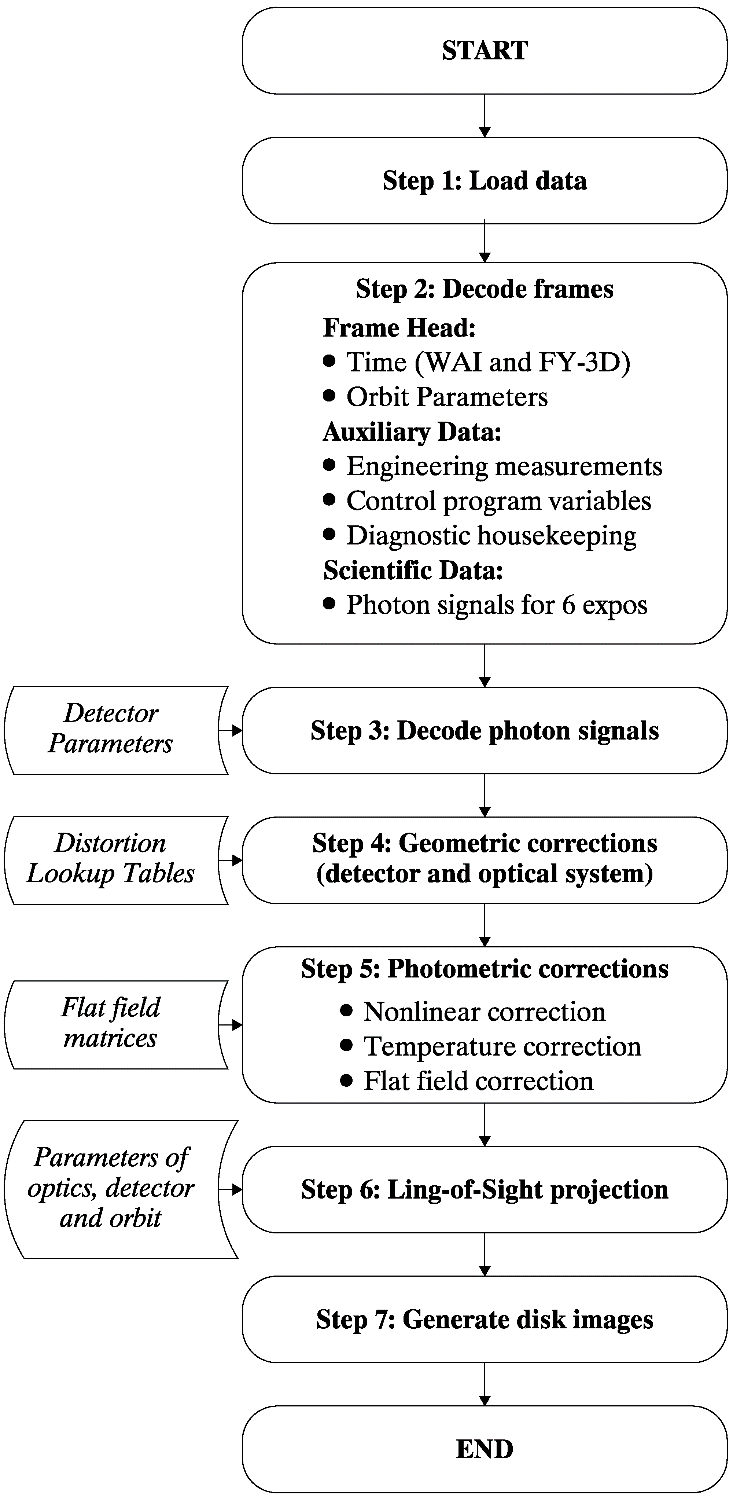 START
Step 1: Load data
Step 2: Decode frames
Frame Head:
• Time (WAI and FY-3D)
• Orbit Parameters
Auxiliary Data:
• Engineering measurements
• Control program variables
• Diagnostic housekeeping
Scientific Data:
• Photon signals for 6 expos
Detector
Parameters
Step 3: Decode photon signals
Distortion
Lookup Tables
Step 4: Geometric corrections
(detector and optical system)
Flat field
matrices
Step 5: Photometric corrections
• Nonlinear correction
• Temperature correction
• Flat field correction
Parameters of
optics, detector
and orbit
Step 6: Ling-of-Sight projection
Step 7: Generate disk images
END